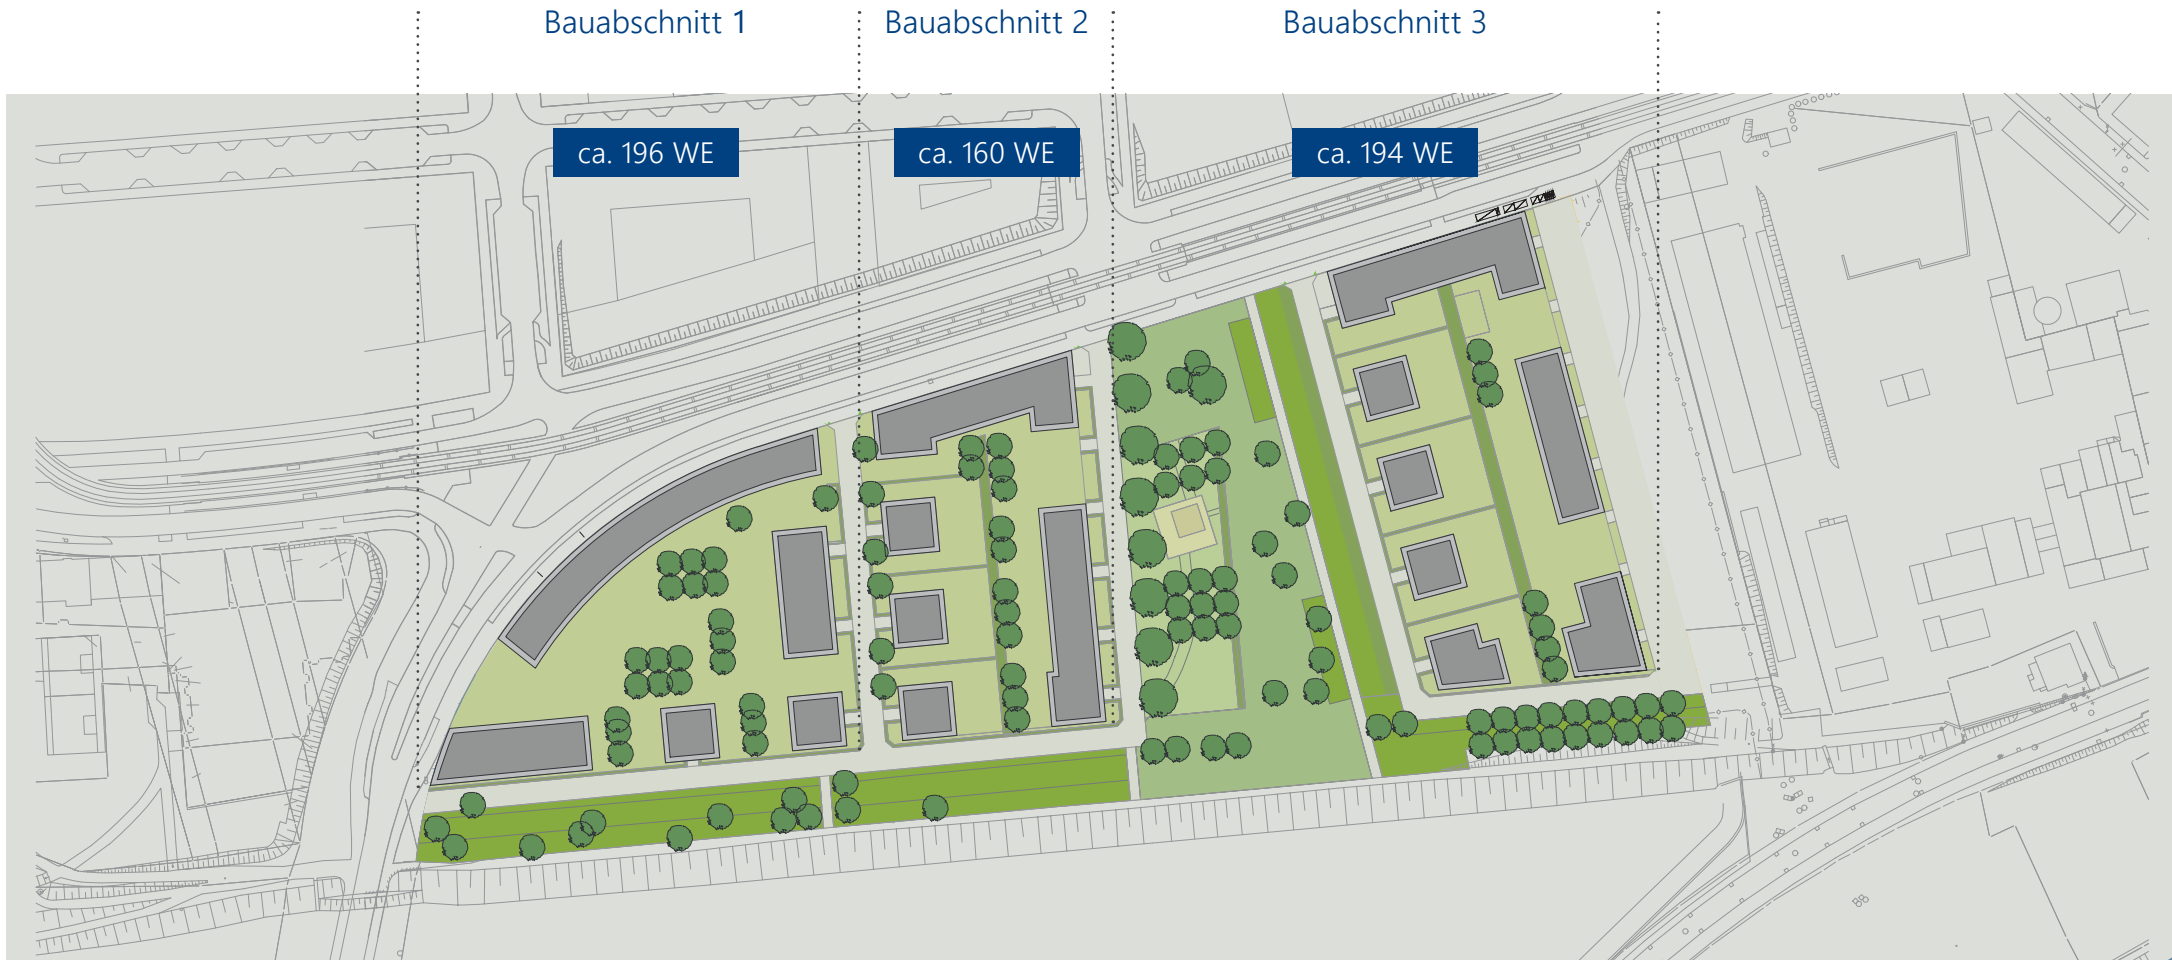 Bauabschnitt 1
Bauabschnitt 2
Bauabschnitt 3
ca. 196 WE
ca. 160 WE
ca. 194 WE